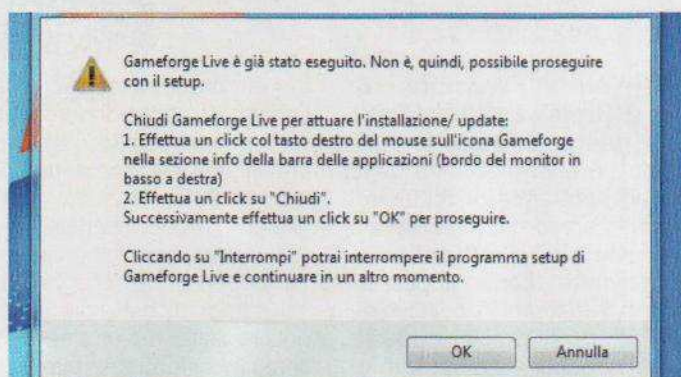 Gameforge Live è già stato eseguito. Non è, quindi, possibile proseguire
con il setup.
Chiudi Gameforge Live per attuare l'installazione/ update:
1. Effettua un click col tasto destro del mouse sull'icona Gameforge
nella sezione info della barra delle applicazioni (bordo del monitor in
basso a destra)
2. Effettua un click su "Chiudi".
Successivamente effettua un click su "OK" per proseguire.
Cliccando su "Interrompi" potrai interrompere il programma setup di
Gameforge Live e continuare in un altro momento.
OK Annulla